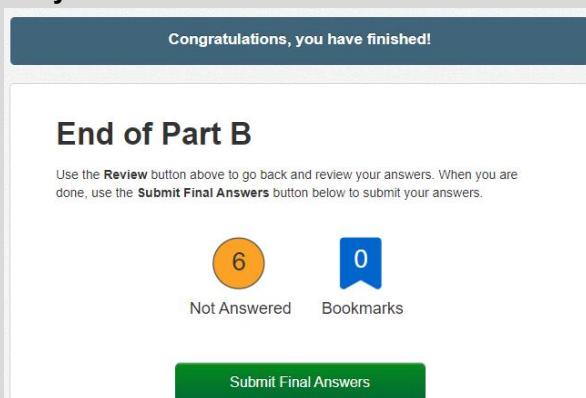 Congratulations, you have finished!
End of Part B
Use the Review button above to go back and review your answers. When you are
done, use the Submit Final Answers button below to submit your answers.
6
0
Not Answered
Bookmarks
Submit Final Answers